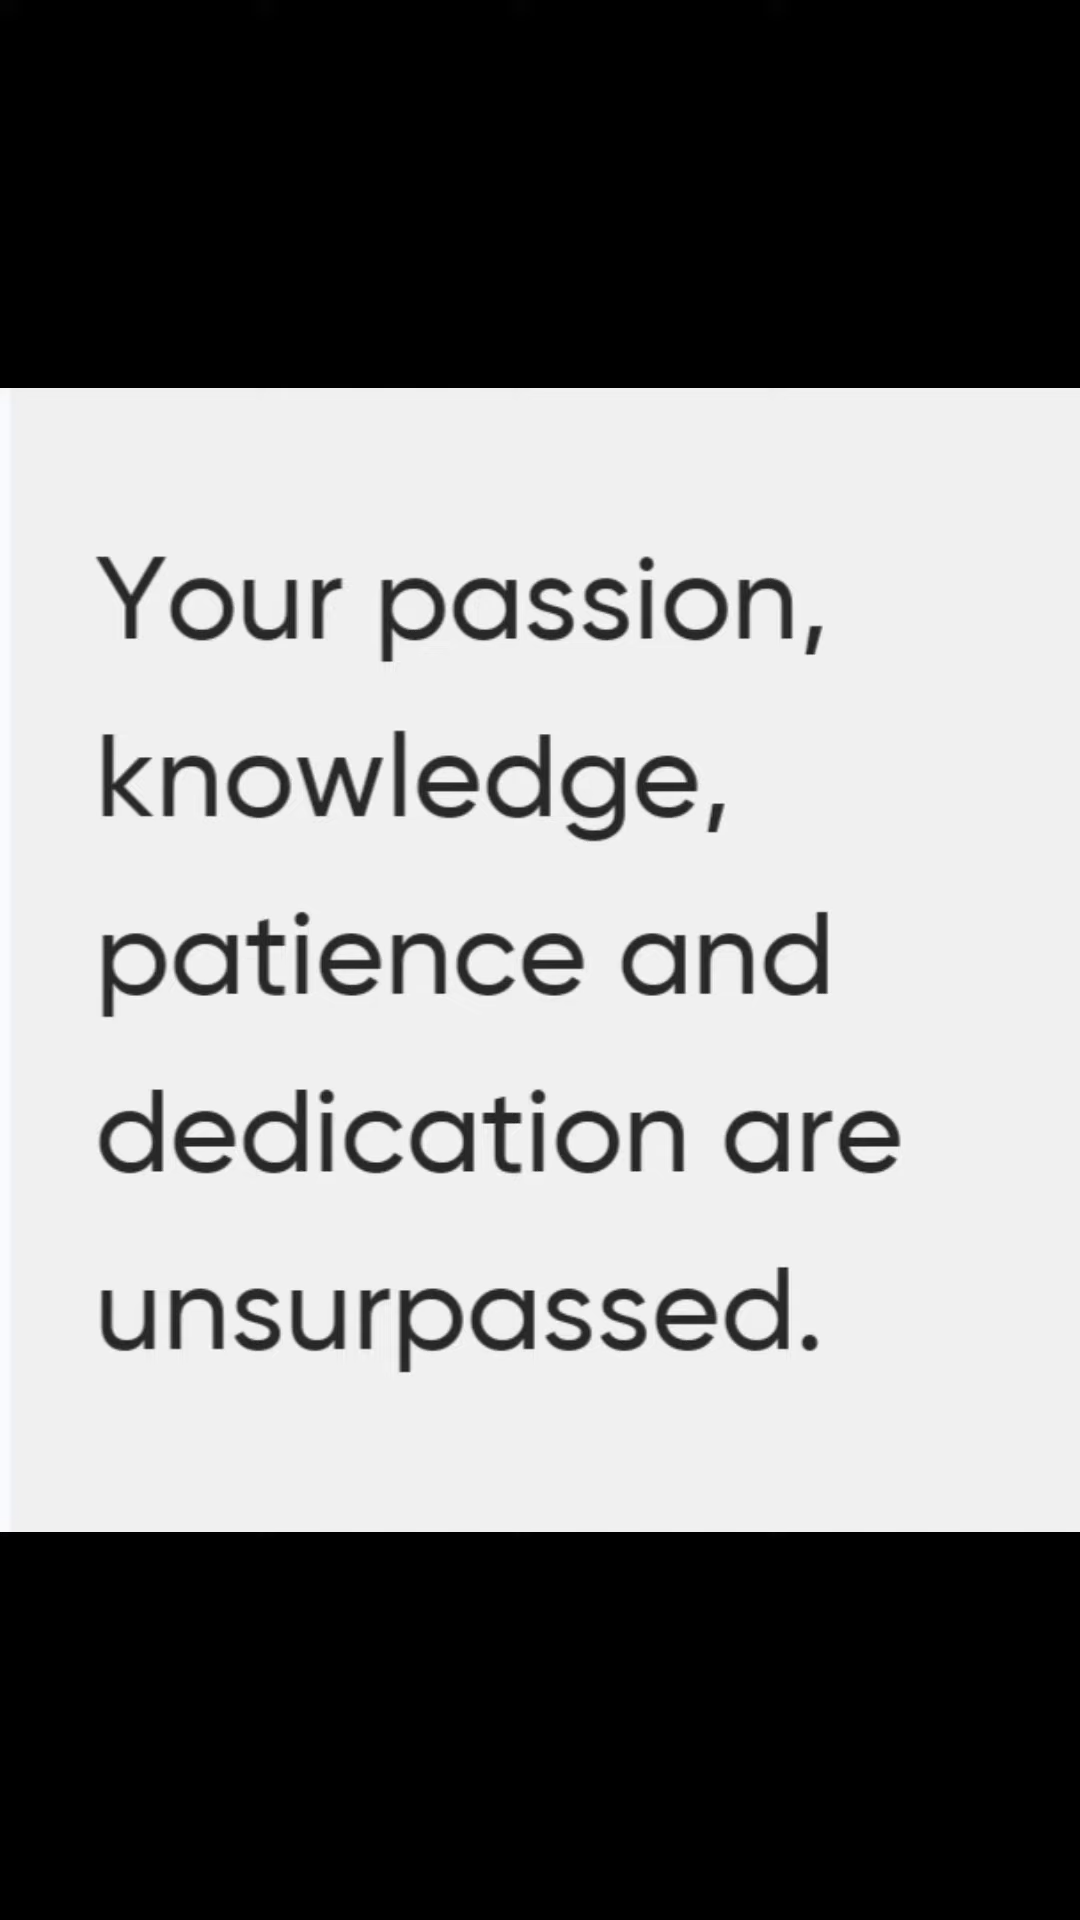 Your passion,
knowledge,
patience and
dedication are
unsurpassed.